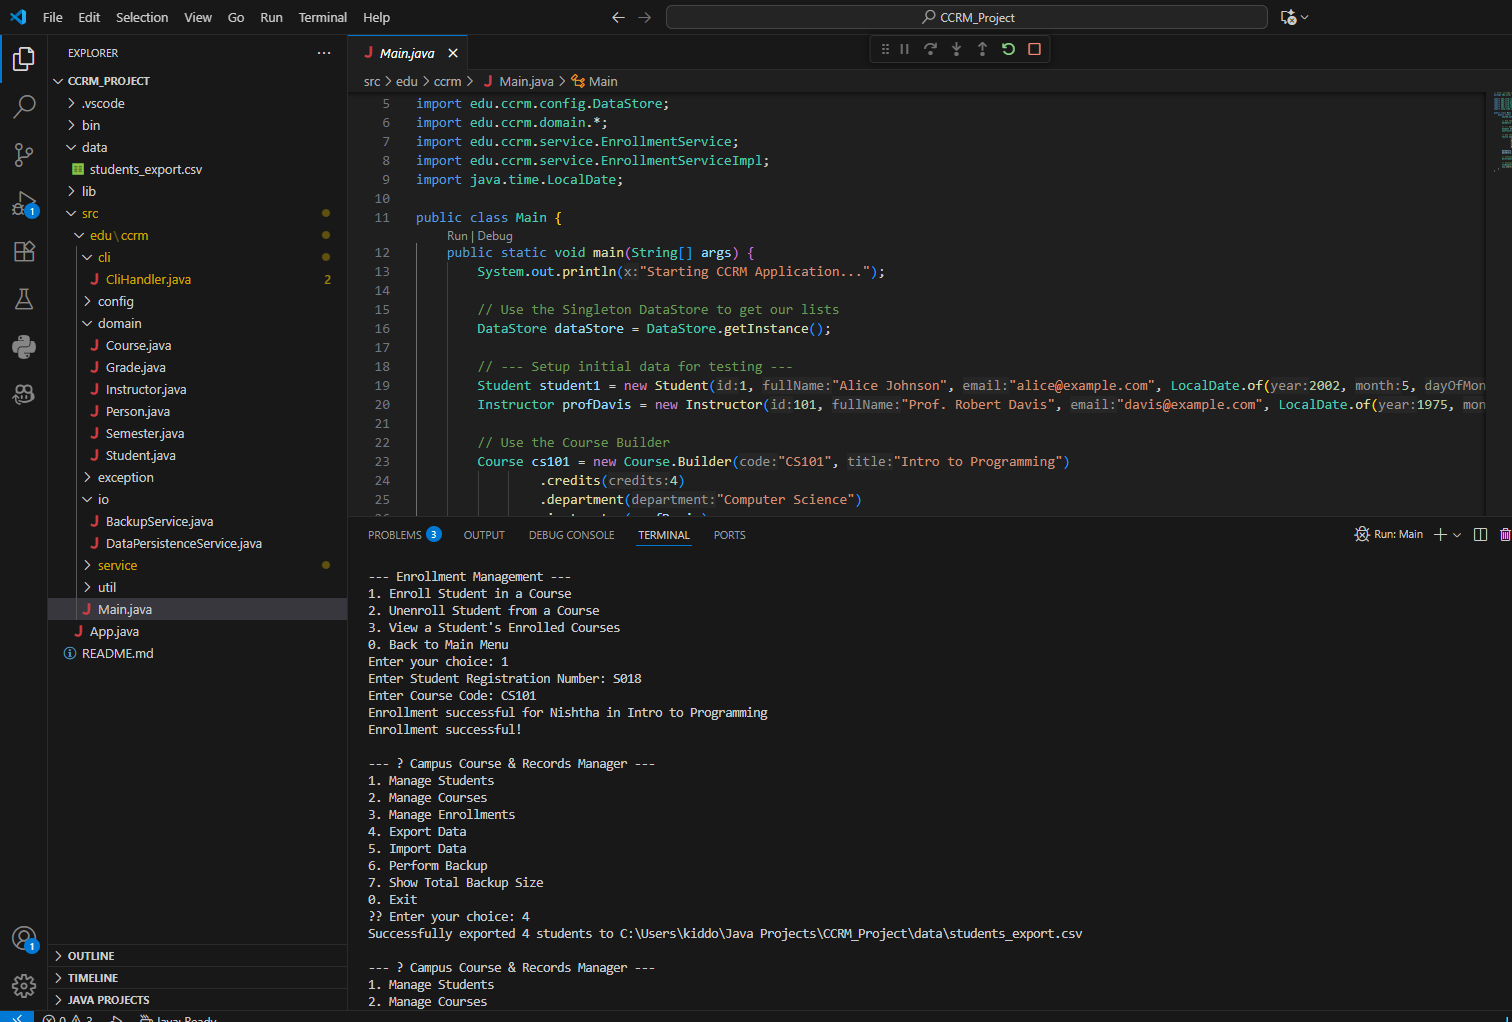 File Edit Selection View Go Run Terminal Help
CCRM_Project
EXPLORER
CCRM_PROJECT
.vscode
bin
data
students_export.csv
lib
src
edu\ccrm
cli
CliHandler.java 2
config
domain
Course.java
Grade.java
Instructor.java
Person.java
Semester.java
Student.java
exception
io
BackupService.java
DataPersistenceService.java
service
util
Main.java
App.java
README.md
OUTLINE
TIMELINE
JAVA PROJECTS
1
1
Main.java
src > edu > ccrm > Main.java > Main
5 import edu.ccrm.config.DataStore;
6 import edu.ccrm.domain.*;
7 import edu.ccrm.service.EnrollmentService;
8 import edu.ccrm.service.EnrollmentServiceImpl;
9 import java.time.LocalDate;
10
11 public class Main {
Run | Debug
12 public static void main(String[] args) {
13 System.out.println(x:"Starting CCRM Application...");
14
15 // Use the Singleton DataStore to get our lists
16 DataStore dataStore = DataStore.getInstance();
17
18 // --- Setup initial data for testing ---
19 Student student1 = new Student(id:1, fullName:"Alice Johnson", email:"alice@example.com", LocalDate.of(year:2002, month:5, dayOfMon
20 Instructor profDavis = new Instructor(id:101, fullName:"Prof. Robert Davis", email:"davis@example.com", LocalDate.of(year:1975, mon
21
22 // Use the Course Builder
23 Course cs101 = new Course.Builder(code:"CS101", title:"Intro to Programming")
24 .credits(credits:4)
25 .department(department:"Computer Science")
PROBLEMS 3 OUTPUT DEBUG CONSOLE TERMINAL PORTS
Run: Main
--- Enrollment Management ---
1. Enroll Student in a Course
2. Unenroll Student from a Course
3. View a Student's Enrolled Courses
0. Back to Main Menu
Enter your choice: 1
Enter Student Registration Number: S018
Enter Course Code: CS101
Enrollment successful for Nishtha in Intro to Programming
Enrollment successful!
--- ? Campus Course & Records Manager ---
1. Manage Students
2. Manage Courses
3. Manage Enrollments
4. Export Data
5. Import Data
6. Perform Backup
7. Show Total Backup Size
0. Exit
?? Enter your choice: 4
Successfully exported 4 students to C:\Users\kiddo\Java Projects\CCRM_Project\data\students_export.csv
--- ? Campus Course & Records Manager ---
1. Manage Students
2. Manage Courses
Java: Ready